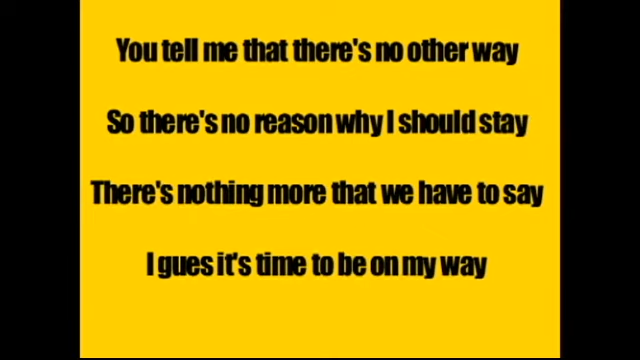 You tell me that there's no other way
So there's no reason why I should stay
There's nothing more that we have to say
I gues it's time to be on my way